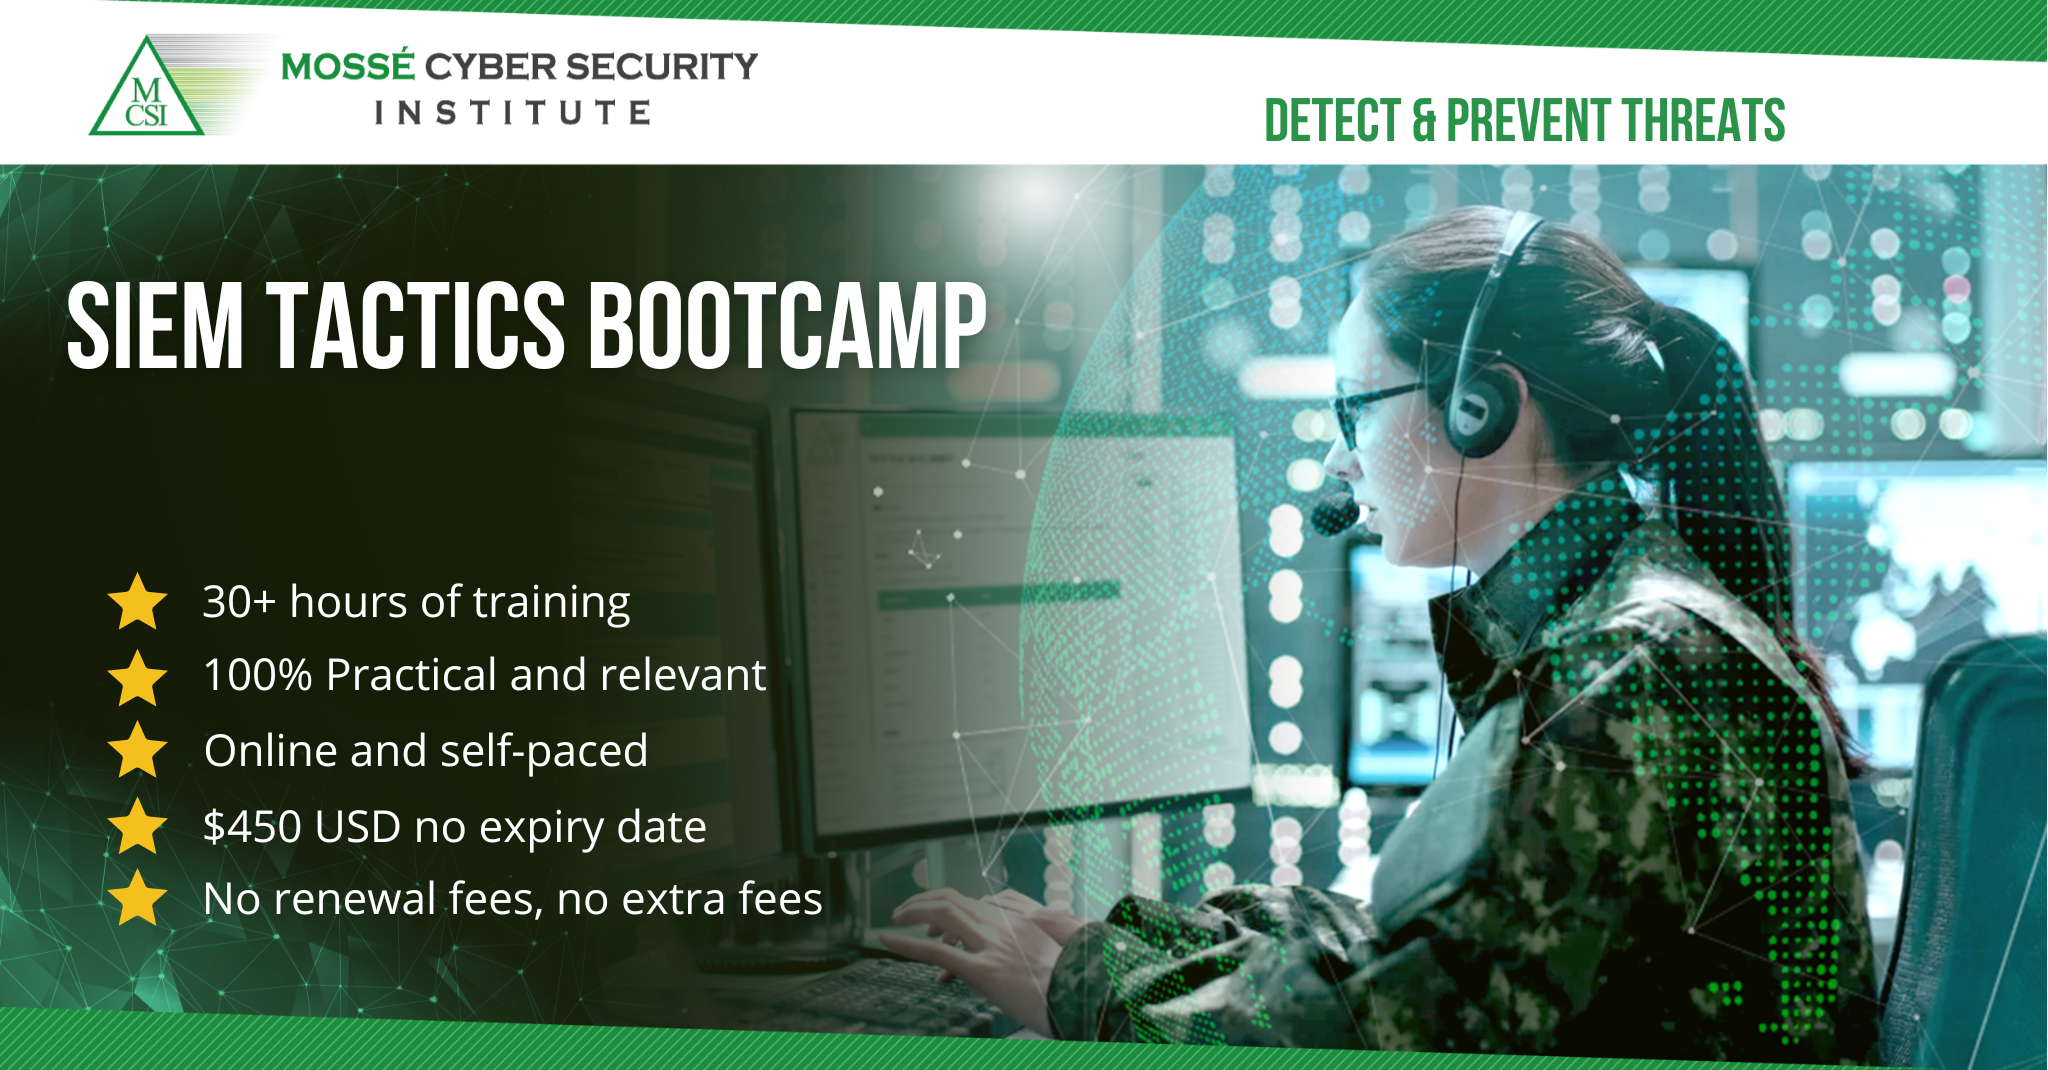 M
CSI
MOSSÉ CYBER SECURITY
INSTITUTE
DETECT & PREVENT THREATS
SIEM TACTICS BOOTCAMP
30+ hours of training
100% Practical and relevant
Online and self-paced
$450 USD no expiry date
No renewal fees, no extra fees